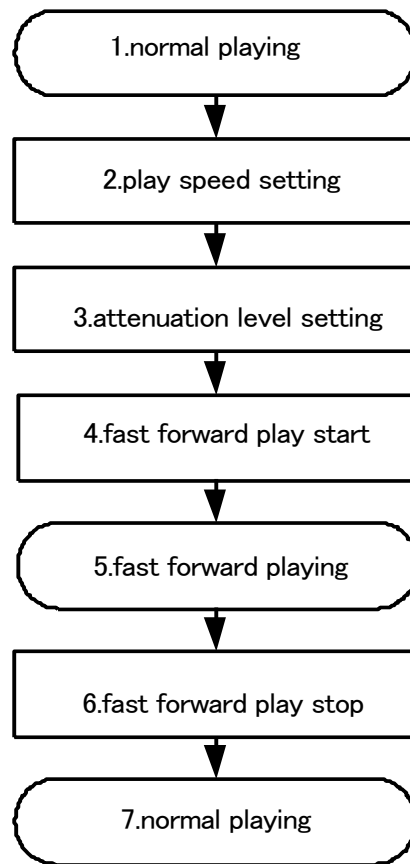 1.normal playing
2.play speed setting
3.attenuation level setting
4.fast forward play start
5.fast forward playing
6.fast forward play stop
7.normal playing